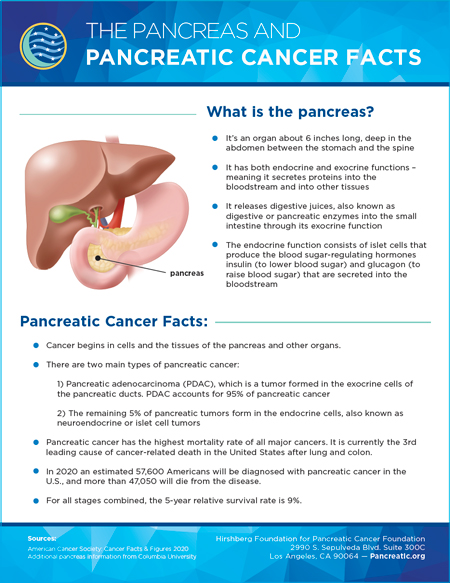 THE PANCREAS AND
PANCREATIC CANCER FACTS
What is the pancreas?
It's an organ about 6 inches long, deep in the
abdomen between the stomach and the spine
It has both endocrine and exocrine functions –
meaning it secretes proteins into the
bloodstream and into other tissues
It releases digestive juices, also known as
digestive or pancreatic enzymes into the small
intestine through its exocrine function
The endocrine function consists of islet cells that
produce the blood sugar-regulating hormones
insulin (to lower blood sugar) and glucagon (to
raise blood sugar) that are secreted into the
bloodstream
pancreas
Pancreatic Cancer Facts:
Cancer begins in cells and the tissues of the pancreas and other organs.
There are two main types of pancreatic cancer:
1) Pancreatic adenocarcinoma (PDAC), which is a tumor formed in the exocrine cells of
the pancreatic ducts. PDAC accounts for 95% of pancreatic cancer
2) The remaining 5% of pancreatic tumors form in the endocrine cells, also known as
neuroendocrine or islet cell tumors
Pancreatic cancer has the highest mortality rate of all major cancers. It is currently the 3rd
leading cause of cancer-related death in the United States after lung and colon.
In 2020 an estimated 57,600 Americans will be diagnosed with pancreatic cancer in the
U.S., and more than 47,050 will die from the disease.
For all stages combined, the 5-year relative survival rate is 9%.
Sources:
American Cancer Society: Cancer Facts & Figures 2020
Additional pancreas information from Columbia University
Hirshberg Foundation for Pancreatic Cancer Foundation
2990 S. Sepulveda Blvd. Suite 300C
Los Angeles, CA 90064 — Pancreatic.org